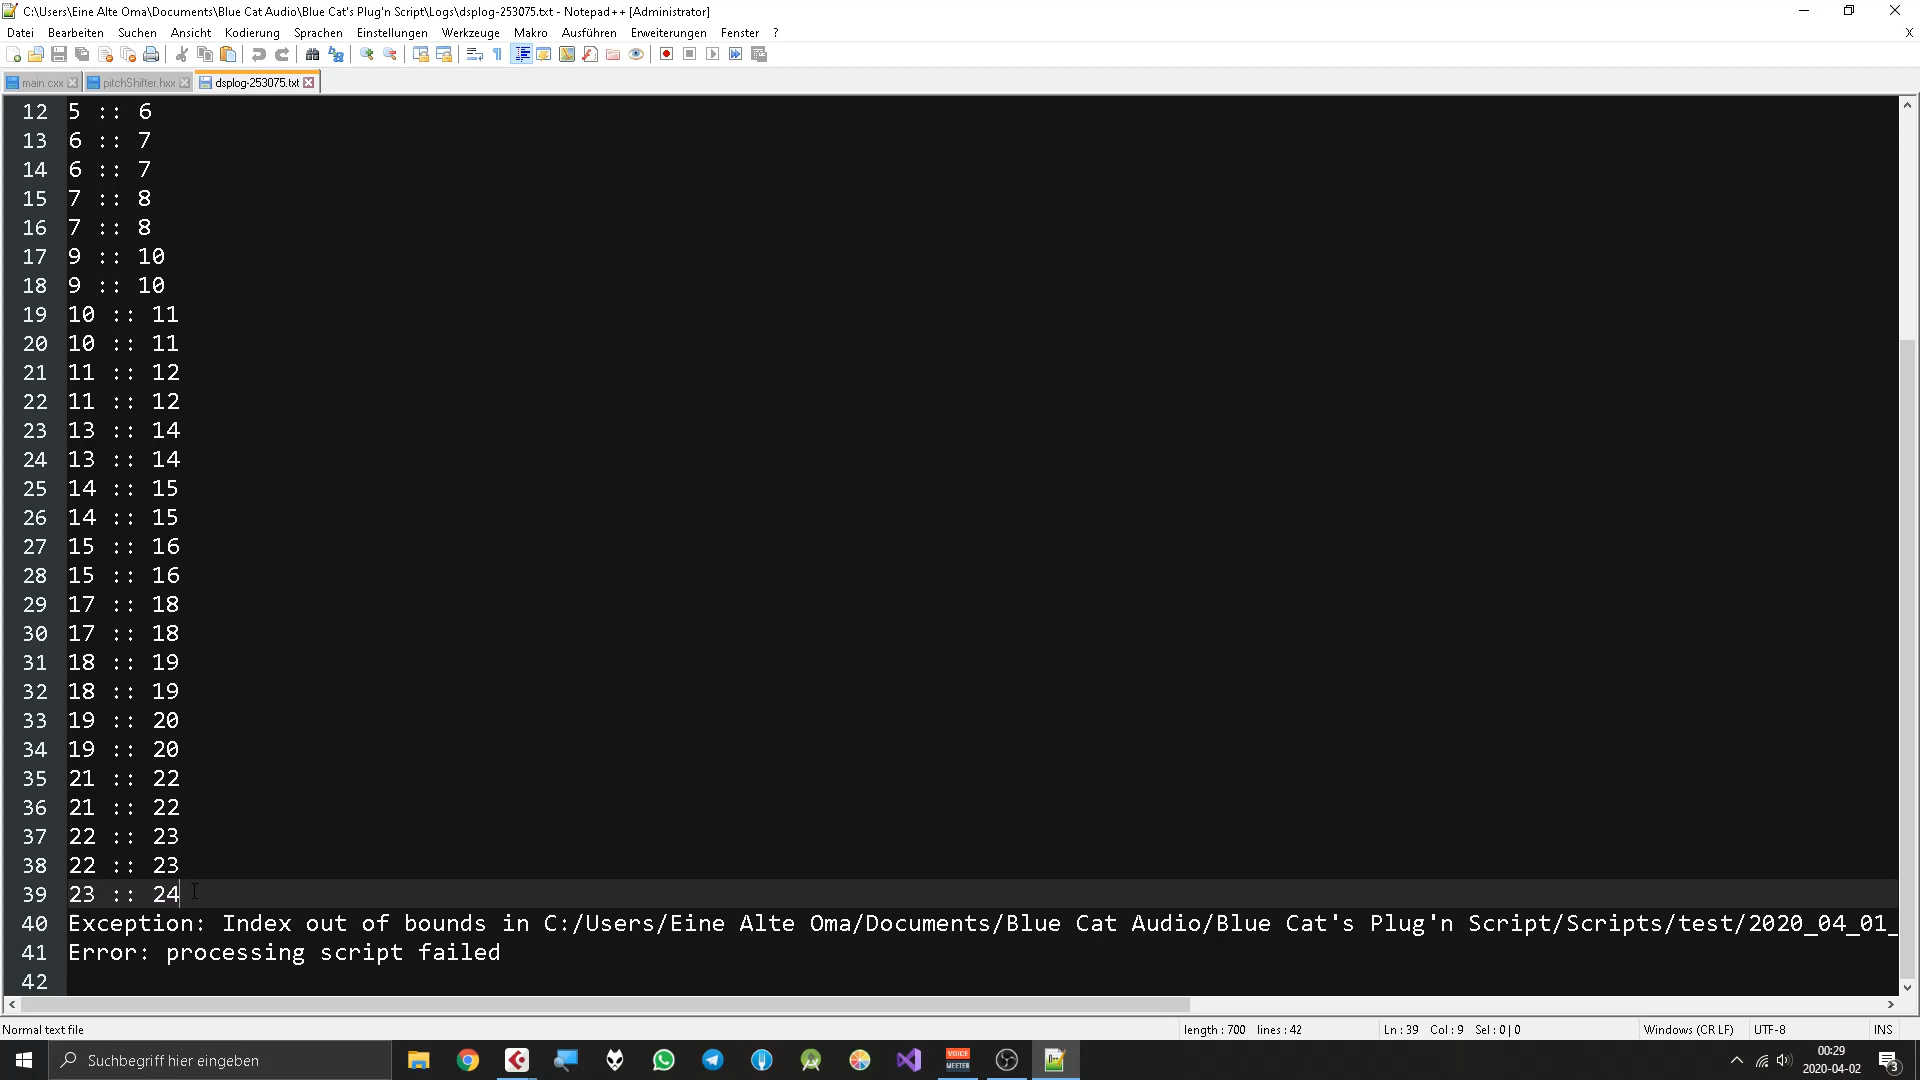 C:\Users\Eine Alte Oma\Documents\Blue Cat Audio\Blue Cat's Plug'n Script\Logs\dsplog-253075.txt - Notepad++ [Administrator]
Datei Bearbeiten Suchen Ansicht Kodierung Sprachen Einstellungen Werkzeuge Makro Ausführen Erweiterungen Fenster ? X
main.cxx pitchShifter.hxx dsplog-253075.txt
12 5 :: 6
13 6 :: 7
14 6 :: 7
15 7 :: 8
16 7 :: 8
17 9 :: 10
18 9 :: 10
19 10 :: 11
20 10 :: 11
21 11 :: 12
22 11 :: 12
23 13 :: 14
24 13 :: 14
25 14 :: 15
26 14 :: 15
27 15 :: 16
28 15 :: 16
29 17 :: 18
30 17 :: 18
31 18 :: 19
32 18 :: 19
33 19 :: 20
34 19 :: 20
35 21 :: 22
36 21 :: 22
37 22 :: 23
38 22 :: 23
39 23 :: 24
40 Exception: Index out of bounds in C:/Users/Eine Alte Oma/Documents/Blue Cat Audio/Blue Cat's Plug'n Script/Scripts/test/2020_04_01_
41 Error: processing script failed
42
Normal text file length : 700 lines : 42 Ln : 39 Col : 9 Sel : 0 | 0 Windows (CR LF) UTF-8 INS
Suchbegriff hier eingeben
VOICE
MEETER
00:29
2020-04-02
3